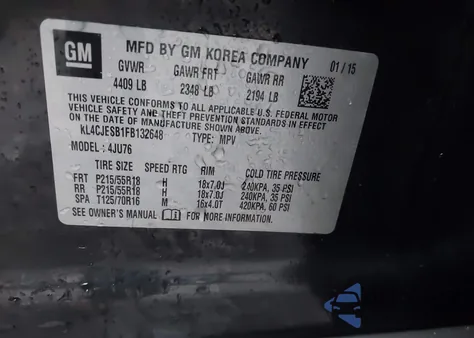 GM
MFD BY GM KOREA COMPANY 01/15
GVWR GAWR FRT GAWR RR
4409 LB 2348 LB 2194 LB
THIS VEHICLE CONFORMS TO ALL APPLICABLE U.S. FEDERAL MOTOR
VEHICLE SAFETY, BUMPER, AND THEFT PREVENTION STANDARDS IN EFFECT
ON THE DATE OF MANUFACTURE SHOWN ABOVE.
KL4CJESB1FB132648 TYPE: MPV
MODEL: 4JU76
TIRE SIZE SPEED RTG RIM COLD TIRE PRESSURE
FRT P215/55R18 H 18x7.0J 240KPA, 35 PSI
RR P215/55R18 H 18x7.0J 240KPA, 35 PSI
SPA T125/70R16 M 16x4.0T 420KPA, 60 PSI
SEE OWNER'S MANUAL FOR MORE INFORMATION.